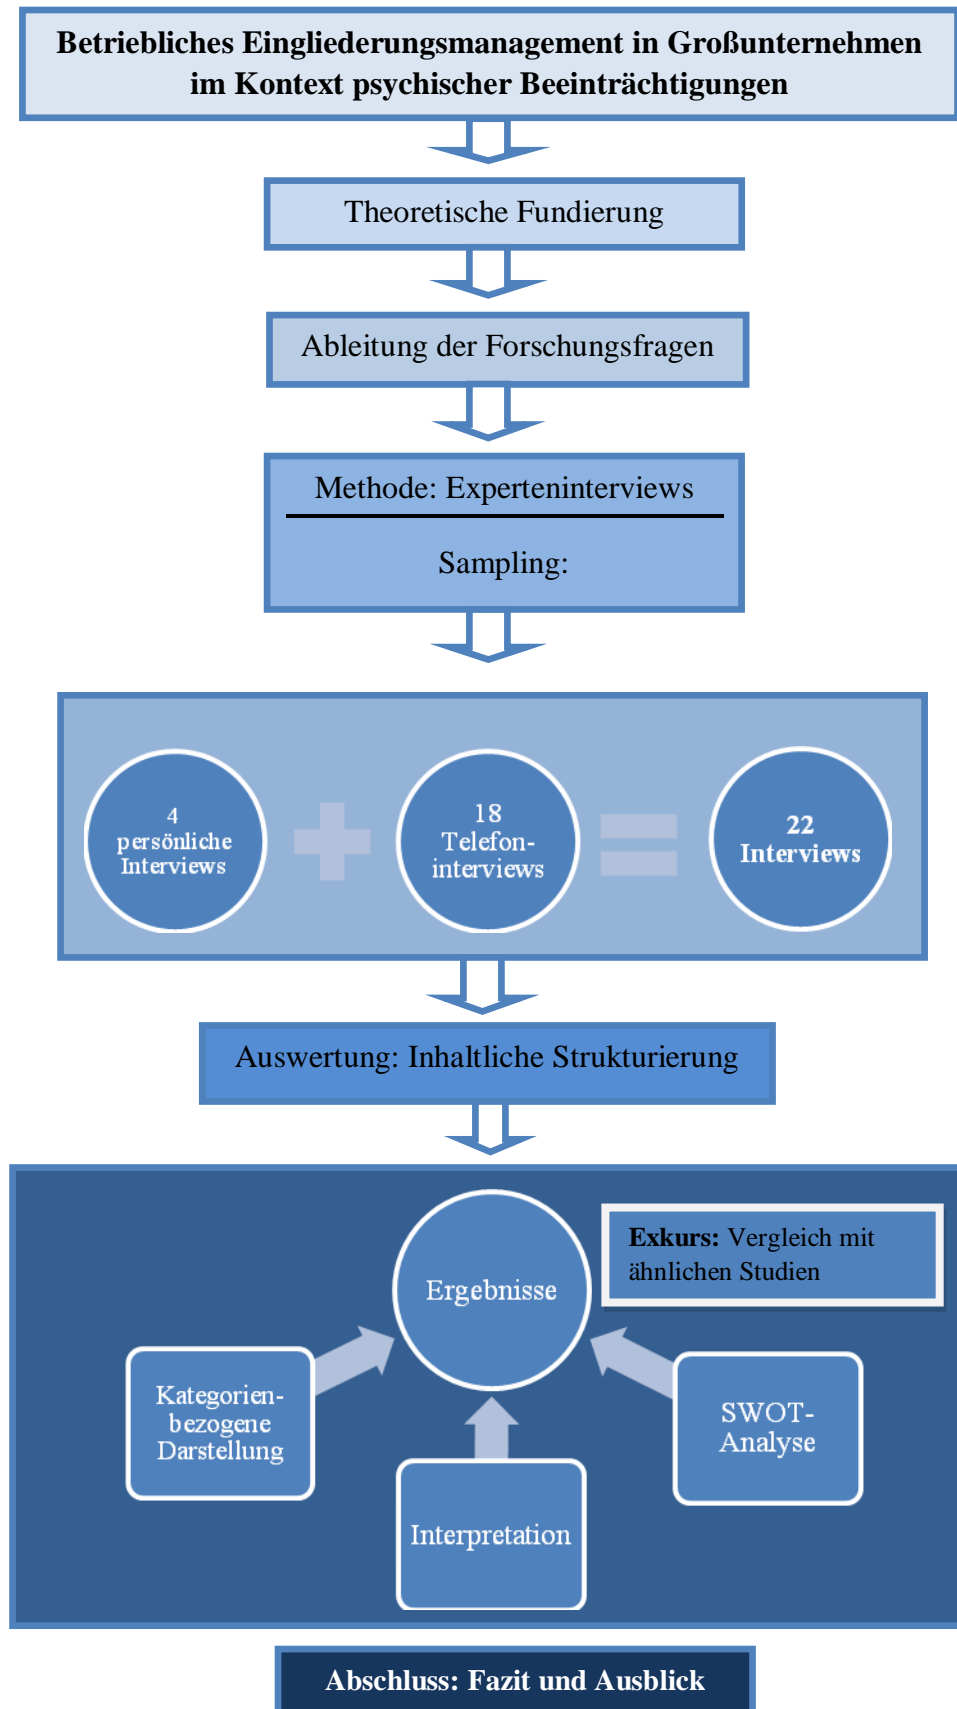 Betriebliches Eingliederungsmanagement in Großunternehmen
im Kontext psychischer Beeinträchtigungen
Theoretische Fundierung
Ableitung der Forschungsfragen
Methode: Experteninterviews
Sampling:
4
persönliche
Interviews
18
Telefon-
interviews
22
Interviews
Auswertung: Inhaltliche Strukturierung
Ergebnisse
Exkurs: Vergleich mit
ähnlichen Studien
Kategorien-
bezogene
Darstellung
Interpretation
SWOT-
Analyse
Abschluss: Fazit und Ausblick